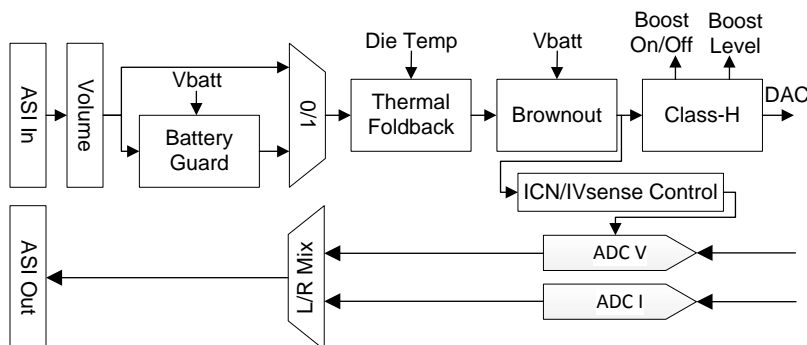 ASI In
Volume
Vbatt
Battery
Guard
0/1
Die Temp
Thermal
Foldback
Vbatt
Brownout
Boost
On/Off
Boost
Level
Class-H
DAC
ICN/IVsense Control
ASI Out
L/R Mix
ADC V
ADC I